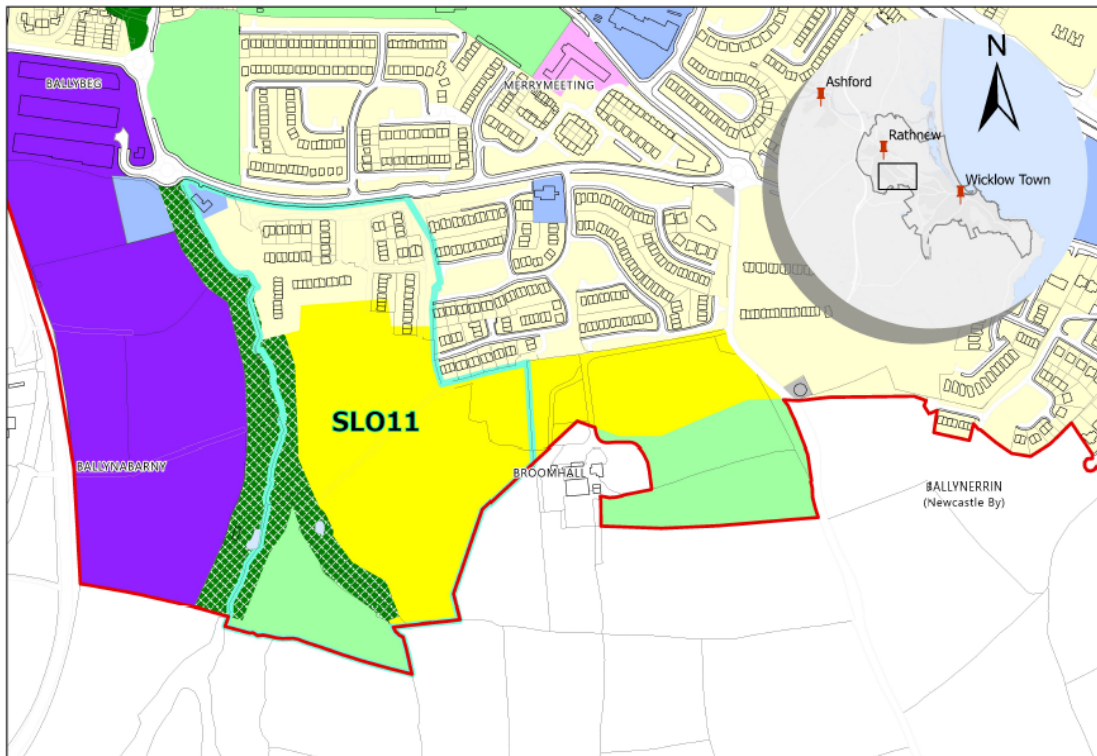 BALLYBEG
MERRYMEETING
N
Ashford
Rathnew
Wicklow Town
SLO11
BALLYNABARNY
BROOMHALL
BALLYNERRIN
(Newcastle By)